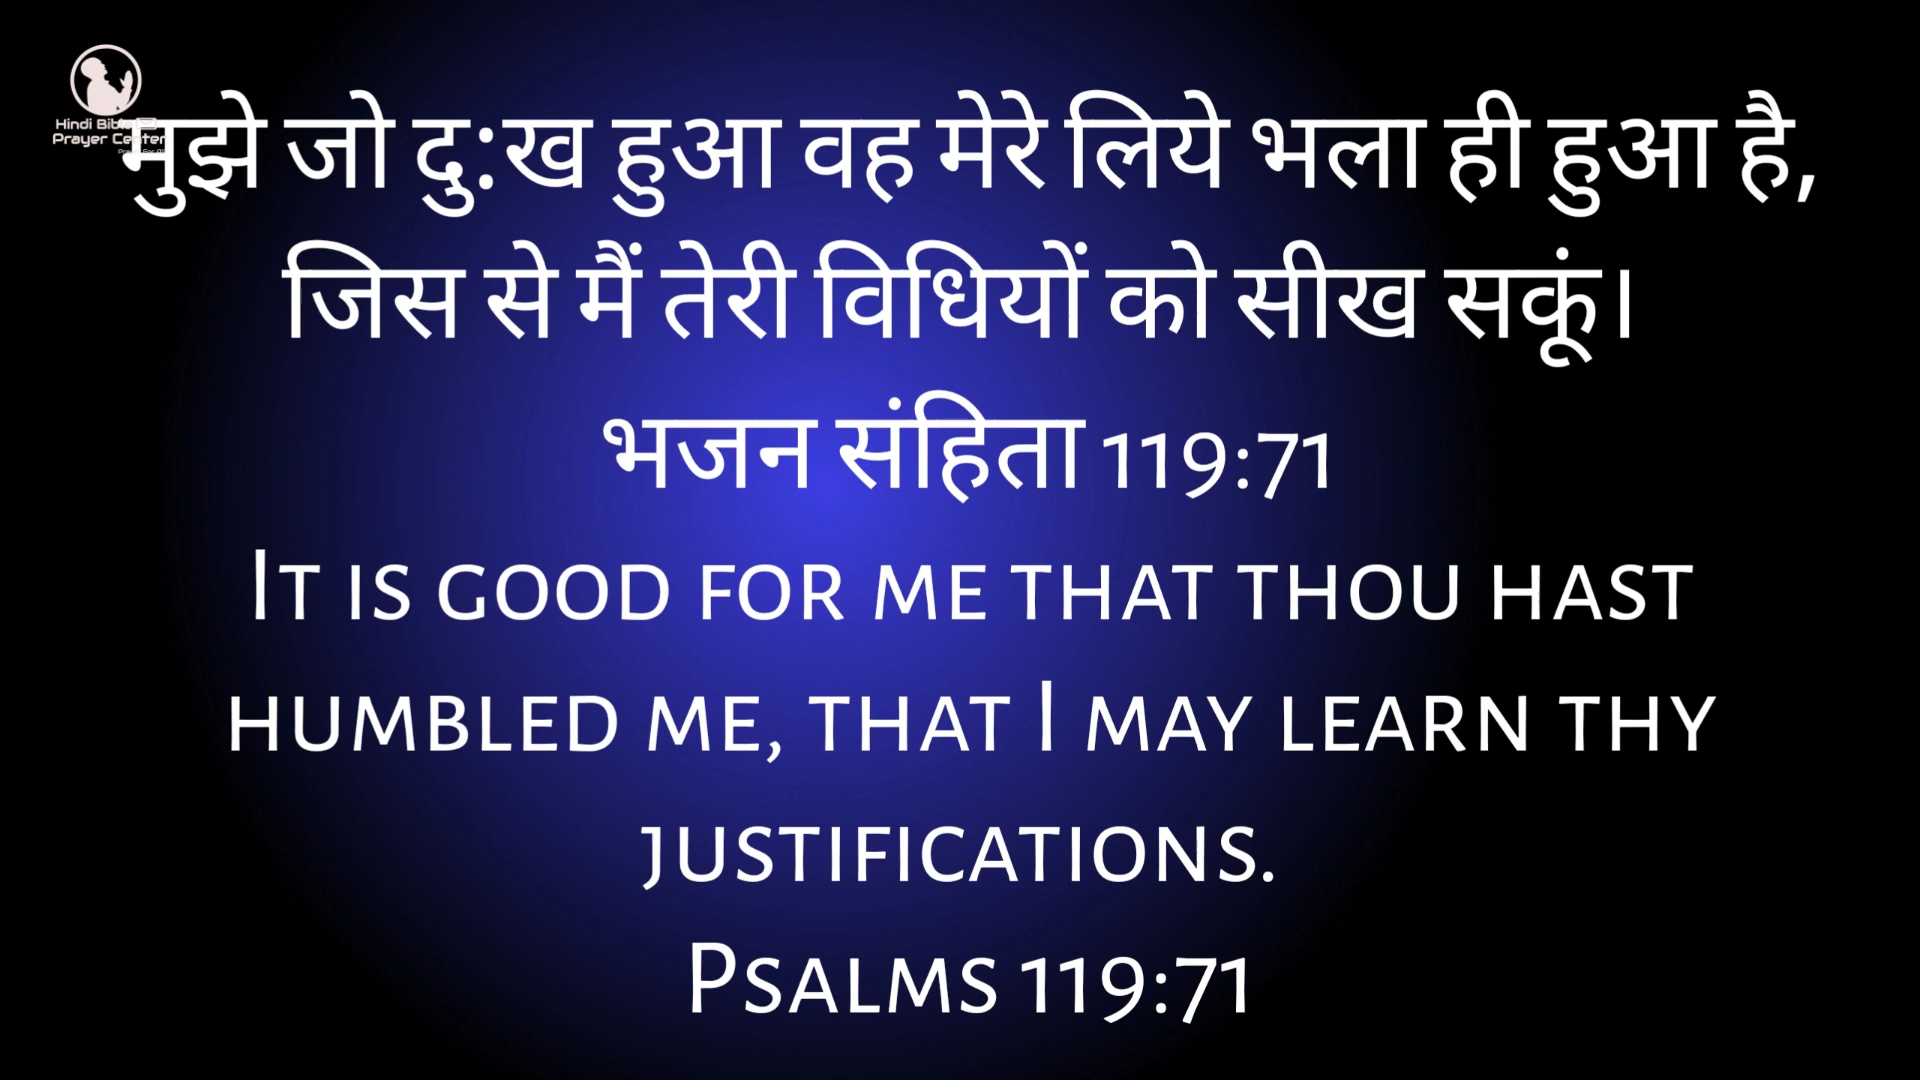 Hindi Bible
Prayer Center
मुझे जो दु:ख हुआ वह मेरे लिये भला ही हुआ है,
जिस से मैं तेरी विधियों को सीख सकूं।
भजन संहिता 119:71
It is good for me that thou hast
humbled me, that I may learn thy
justifications.
Psalms 119:71